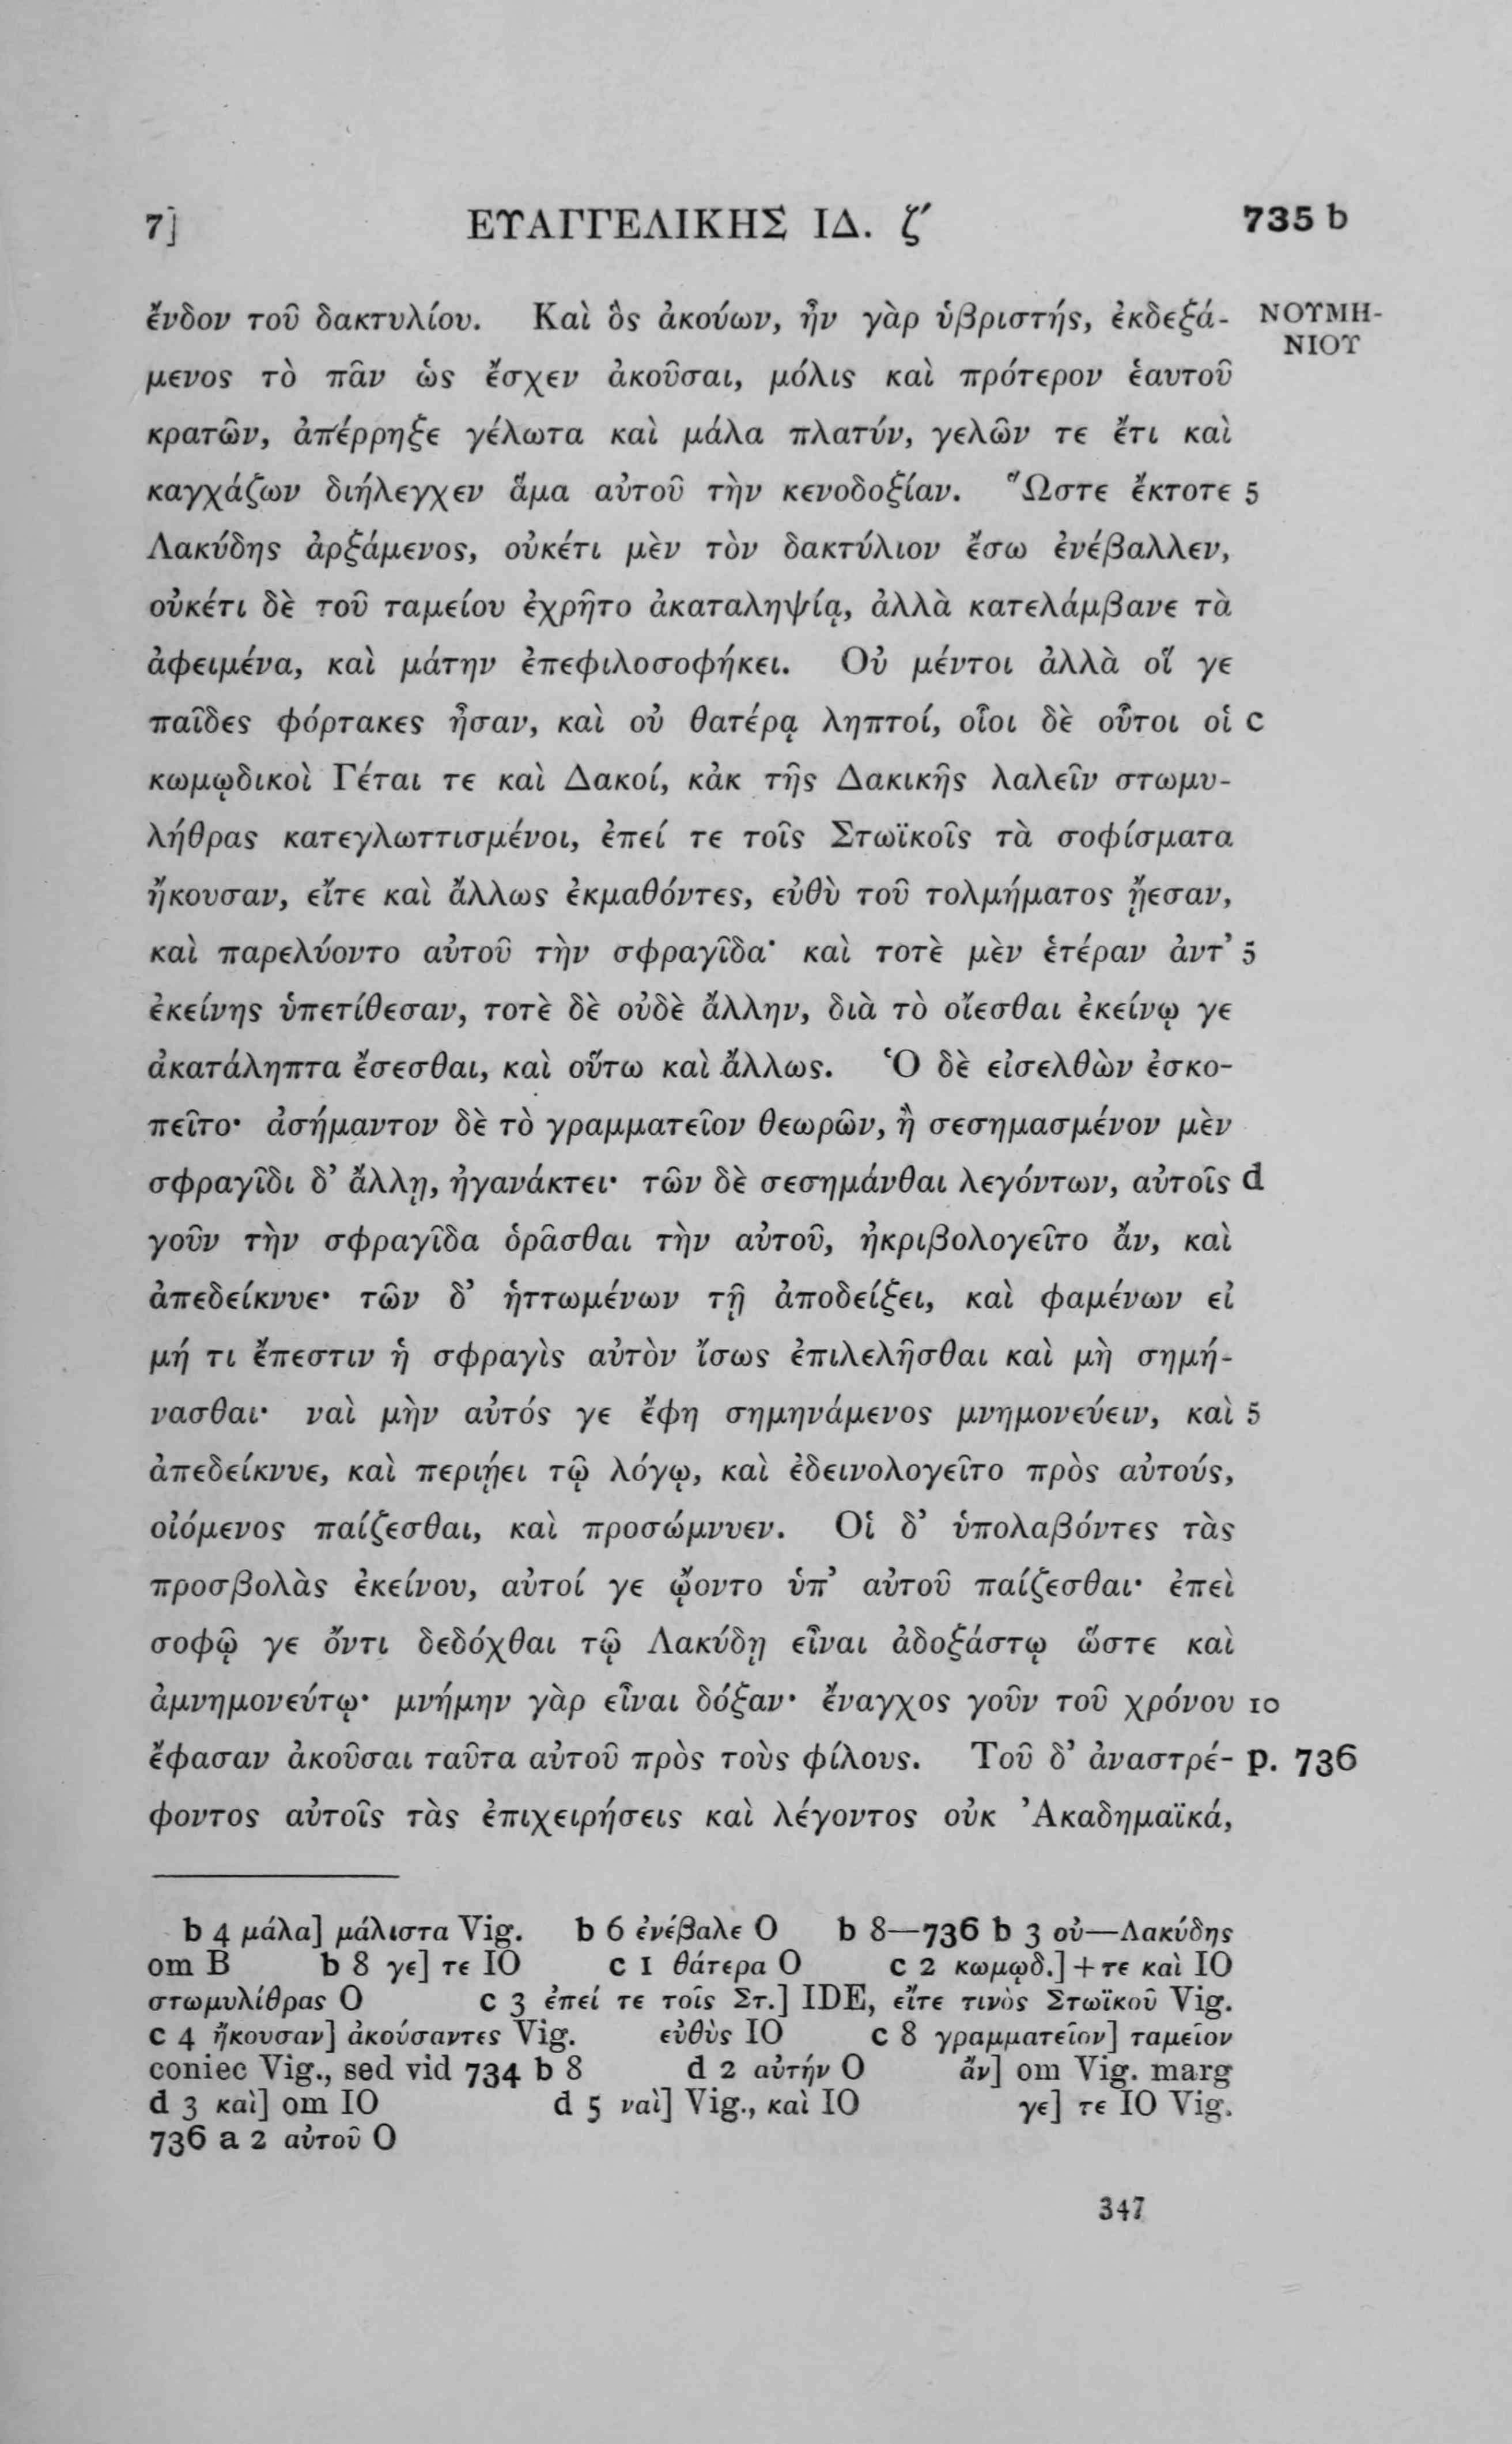 7] ΕΥΑΓΓΕΛΙΚΗΣ ΙΔ. ζ′ 735 b
ἔνδον τοῦ δακτυλίου. Καὶ ὃς ἀκούων, ἦν γὰρ ὑβριστής, ἐκδεξά- ΝΟΥΜΗ-
ΝΙΟΥ
μενος τὸ πᾶν ὡς ἔσχεν ἀκοῦσαι, μόλις καὶ πρότερον ἑαυτοῦ
κρατῶν, ἀπέρρηξε γέλωτα καὶ μάλα πλατύν, γελῶν τε ἔτι καὶ
καγχάζων διήλεγχεν ἅμα αὐτοῦ τὴν κενοδοξίαν. Ὥστε ἔκτοτε 5
Λακύδης ἀρξάμενος, οὐκέτι μὲν τὸν δακτύλιον ἔσω ἐνέβαλλεν,
οὐκέτι δὲ τοῦ ταμείου ἐχρῆτο ἀκαταληψίᾳ, ἀλλὰ κατελάμβανε τὰ
ἀφειμένα, καὶ μάτην ἐπεφιλοσοφήκει. Οὐ μέντοι ἀλλὰ οἵ γε
παῖδες φόρτακες ἦσαν, καὶ οὐ θατέρᾳ ληπτοί, οἷοι δὲ οὗτοι οἱ c
κωμῳδικοὶ Γέται τε καὶ Δακοί, κἀκ τῆς Δακικῆς λαλεῖν στωμυ-
λήθρας κατεγλωττισμένοι, ἐπεί τε τοῖς Στωϊκοῖς τὰ σοφίσματα
ἤκουσαν, εἴτε καὶ ἄλλως ἐκμαθόντες, εὐθὺ τοῦ τολμήματος ᾔεσαν,
καὶ παρελύοντο αὐτοῦ τὴν σφραγῖδα· καὶ τοτὲ μὲν ἑτέραν ἀντ’ 5
ἐκείνης ὑπετίθεσαν, τοτὲ δὲ οὐδὲ ἄλλην, διὰ τὸ οἴεσθαι ἐκείνῳ γε
ἀκατάληπτα ἔσεσθαι, καὶ οὕτω καὶ ἄλλως. Ὁ δὲ εἰσελθὼν ἐσκο-
πεῖτο· ἀσήμαντον δὲ τὸ γραμματεῖον θεωρῶν, ἢ σεσημασμένον μὲν
σφραγῖδι δ’ ἄλλῃ, ἠγανάκτει· τῶν δὲ σεσημάνθαι λεγόντων, αὐτοῖς d
γοῦν τὴν σφραγῖδα ὁρᾶσθαι τὴν αὐτοῦ, ἠκριβολογεῖτο ἄν, καὶ
ἀπεδείκνυε· τῶν δ’ ἡττωμένων τῇ ἀποδείξει, καὶ φαμένων εἰ
μή τι ἔπεστιν ἡ σφραγὶς αὐτὸν ἴσως ἐπιλελῆσθαι καὶ μὴ σημή-
νασθαι· ναὶ μὴν αὐτός γε ἔφη σημηνάμενος μνημονεύειν, καὶ 5
ἀπεδείκνυε, καὶ περιῄει τῷ λόγῳ, καὶ ἐδεινολογεῖτο πρὸς αὐτούς,
οἰόμενος παίζεσθαι, καὶ προσώμνυεν. Οἱ δ’ ὑπολαβόντες τὰς
προσβολὰς ἐκείνου, αὐτοί γε ᾤοντο ὑπ’ αὐτοῦ παίζεσθαι· ἐπεὶ
σοφῷ γε ὄντι δεδόχθαι τῷ Λακύδῃ εἶναι ἀδοξάστῳ ὥστε καὶ
ἀμνημονεύτῳ· μνήμην γὰρ εἶναι δόξαν· ἔναγχος γοῦν τοῦ χρόνου 10
ἔφασαν ἀκοῦσαι ταῦτα αὐτοῦ πρὸς τοὺς φίλους. Τοῦ δ’ ἀναστρέ- p. 736
φοντος αὐτοῖς τὰς ἐπιχειρήσεις καὶ λέγοντος οὐκ Ἀκαδημαϊκά,
b 4 μάλα] μάλιστα Vig. b 6 ἐνέβαλε O b 8—736 b 3 οὐ—Λακύδης
om B b 8 γε] τε IO c 1 θάτερα O c 2 κωμῳδ.] + τε καὶ IO
στωμυλίθρας O c 3 ἐπεί τε τοῖς Στ.] IDE, εἴτε τινὸς Στωϊκοῦ Vig.
c 4 ἤκουσαν] ἀκούσαντες Vig. εὐθὺς IO c 8 γραμματεῖον] ταμεῖον
coniec Vig., sed vid 734 b 8 d 2 αὐτήν O ἄν] om Vig. marg
d 3 καὶ] om IO d 5 ναὶ] Vig., καὶ IO γε] τε IO Vig.
736 a 2 αὐτοῦ O
347